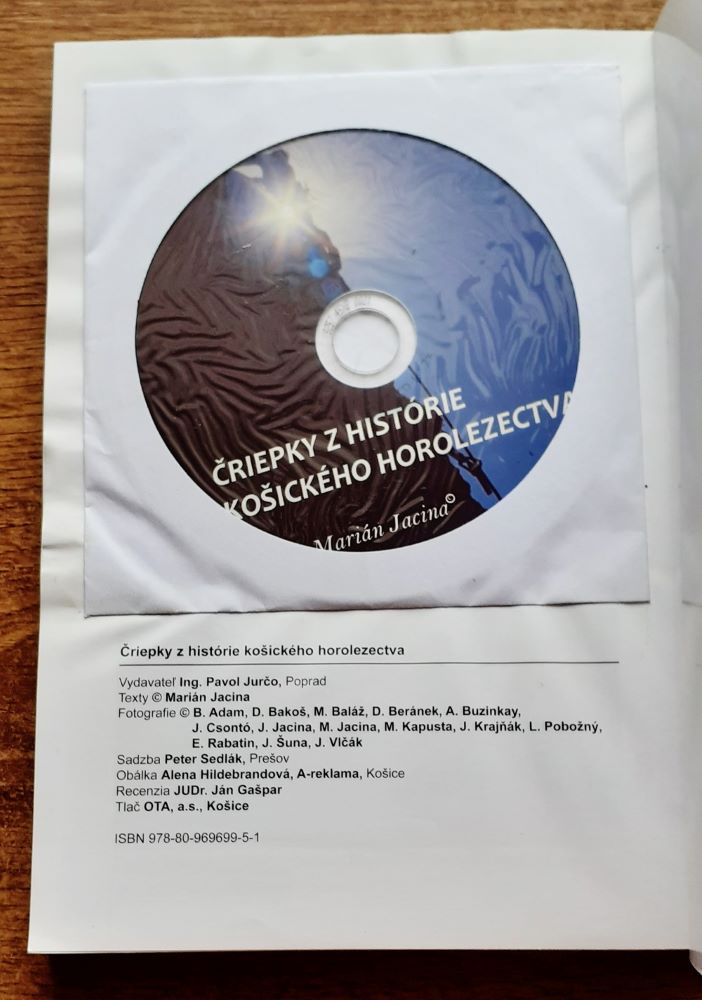 ČRIEPKY Z HISTÓRIE
KOŠICKÉHO HOROLEZECTVA
Marián Jacina©
Čriepky z histórie košického horolezectva
Vydavateľ Ing. Pavol Jurčo, Poprad
Texty © Marián Jacina
Fotografie © B. Adam, D. Bakoš, M. Baláž, D. Beránek, A. Buzinkay,
J. Csontó, J. Jacina, M. Jacina, M. Kapusta, J. Krajňák, L. Pobožný,
E. Rabatin, J. Šuna, J. Vlčák
Sadzba Peter Sedlák, Prešov
Obálka Alena Hildebrandová, A-reklama, Košice
Recenzia JUDr. Ján Gašpar
Tlač OTA, a.s., Košice
ISBN 978-80-969699-5-1